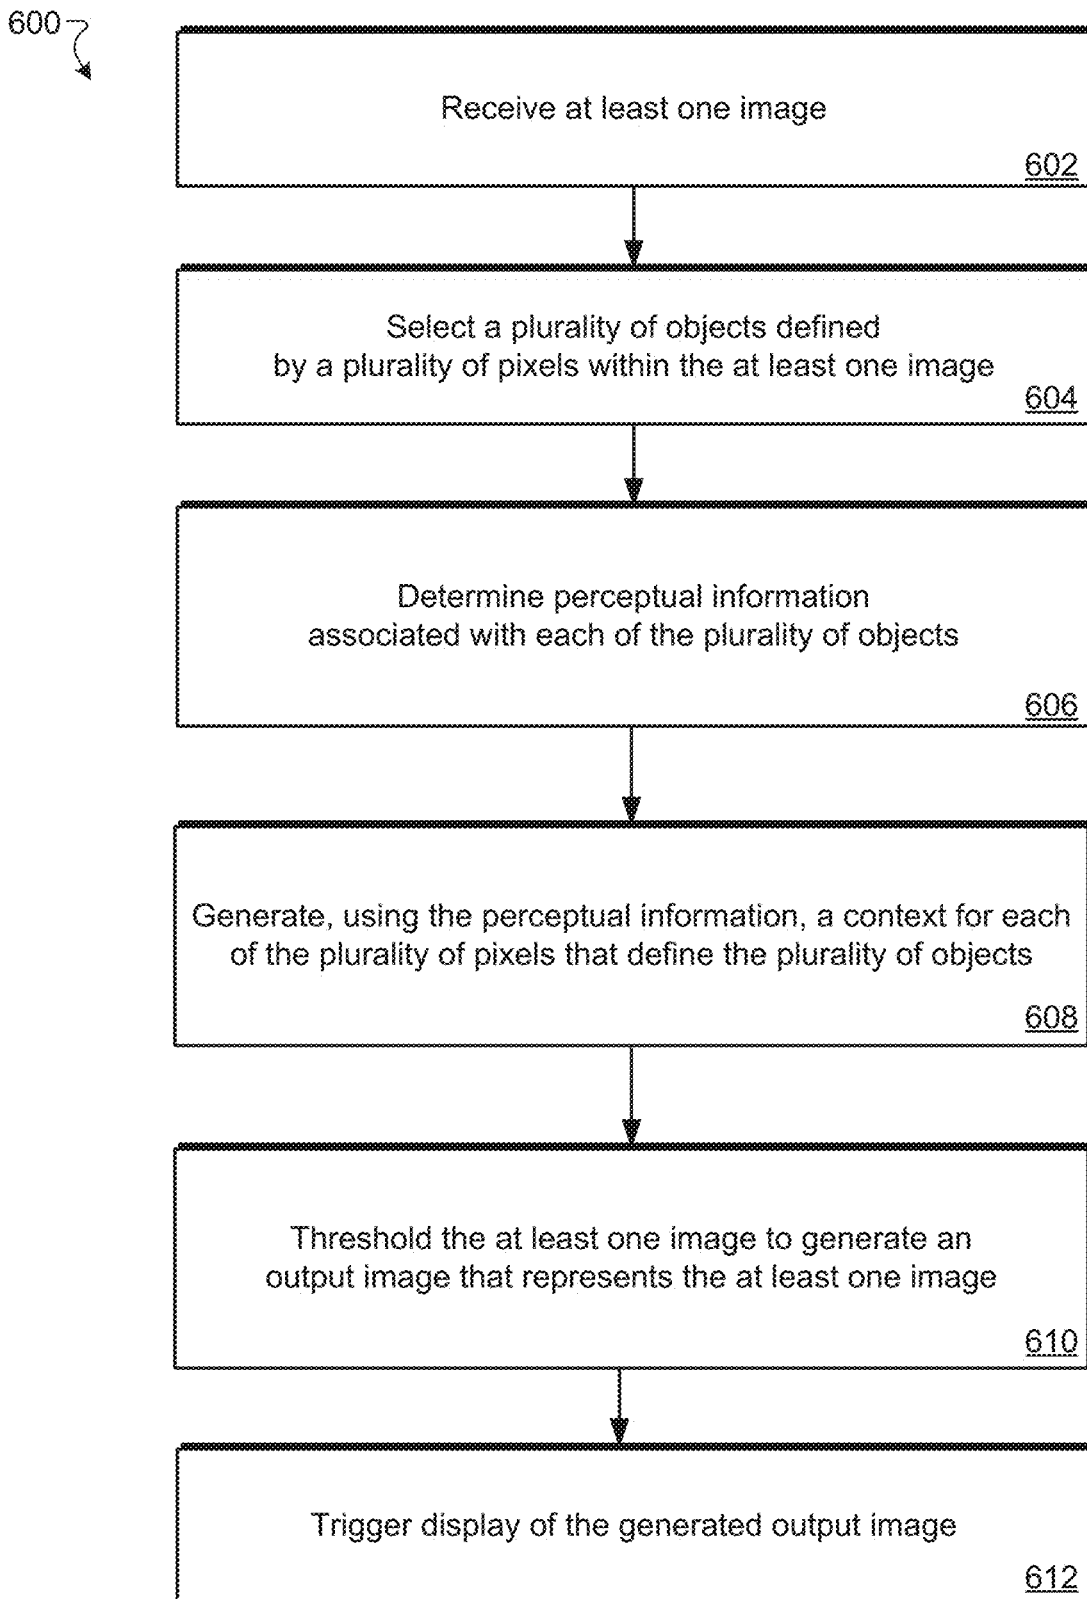 600
Receive at least one image
602
Select a plurality of objects defined
by a plurality of pixels within the at least one image
604
Determine perceptual information
associated with each of the plurality of objects
606
Generate, using the perceptual information, a context for each
of the plurality of pixels that define the plurality of objects
608
Threshold the at least one image to generate an
output image that represents the at least one image
610
Trigger display of the generated output image
612